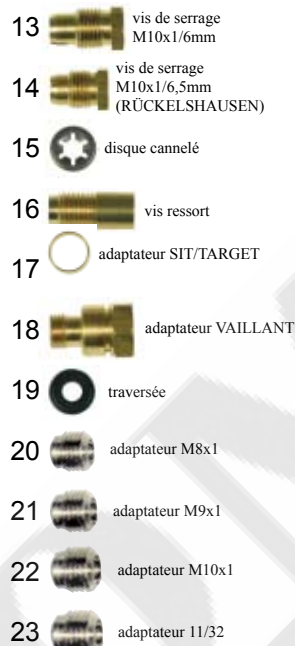 13 vis de serrage
M10x1/6mm
14 vis de serrage
M10x1/6,5mm
(RÜCKELSHAUSEN)
15 disque cannelé
16 vis ressort
17 adaptateur SIT/TARGET
18 adaptateur VAILLANT
19 traversée
20 adaptateur M8x1
21 adaptateur M9x1
22 adaptateur M10x1
23 adaptateur 11/32